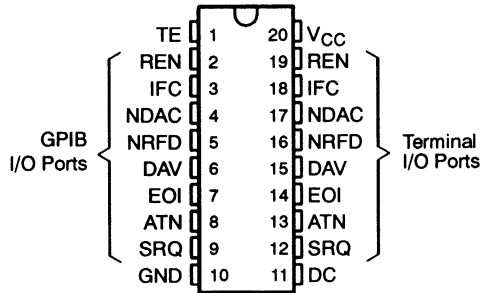 TE 1 20 VCC
REN 2 19 REN
IFC 3 18 IFC
NDAC 4 17 NDAC
GPIB I/O Ports
NRFD 5 16 NRFD
Terminal I/O Ports
DAV 6 15 DAV
EOI 7 14 EOI
ATN 8 13 ATN
SRQ 9 12 SRQ
GND 10 11 DC